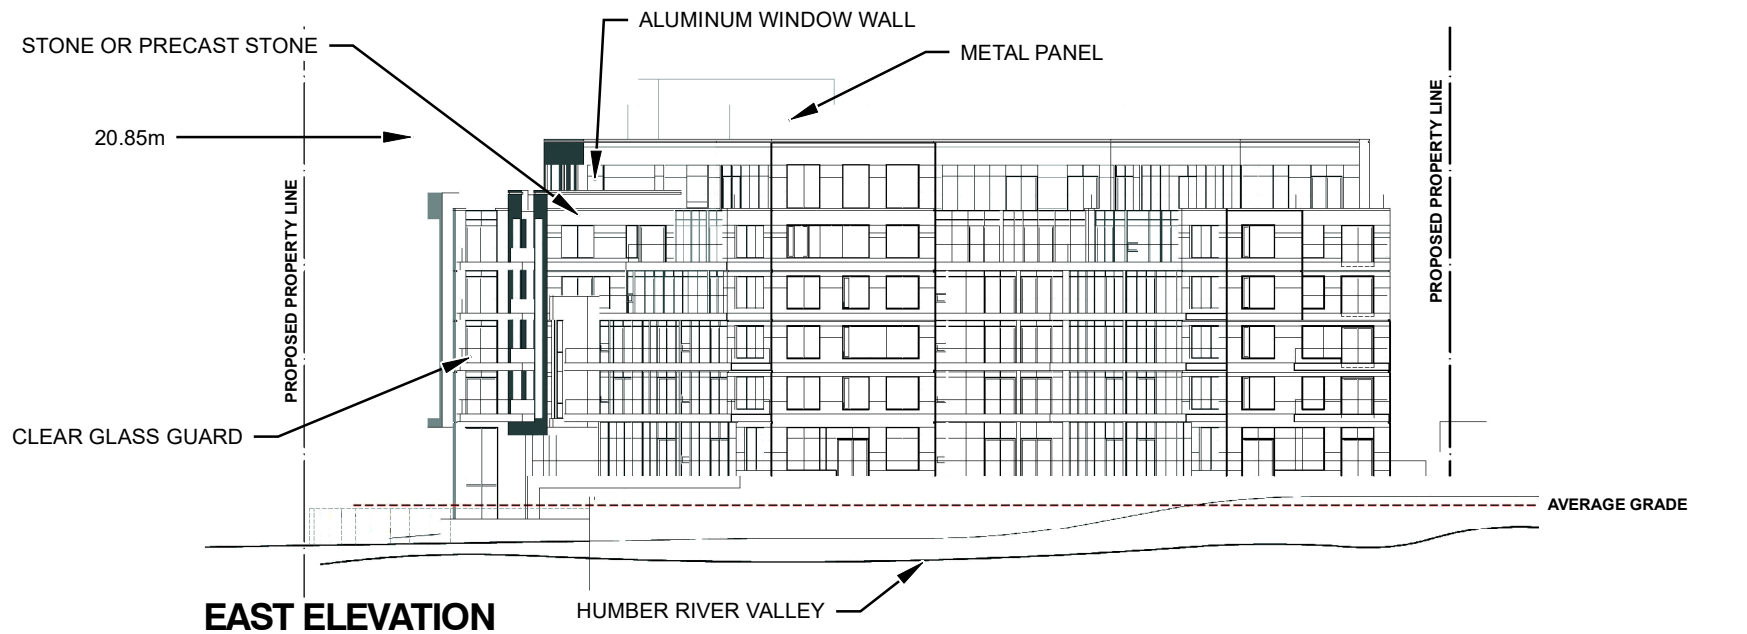 ALUMINUM WINDOW WALL
STONE OR PRECAST STONE
METAL PANEL
20.85m
PROPOSED PROPERTY LINE
PROPOSED PROPERTY LINE
CLEAR GLASS GUARD
AVERAGE GRADE
HUMBER RIVER VALLEY
EAST ELEVATION